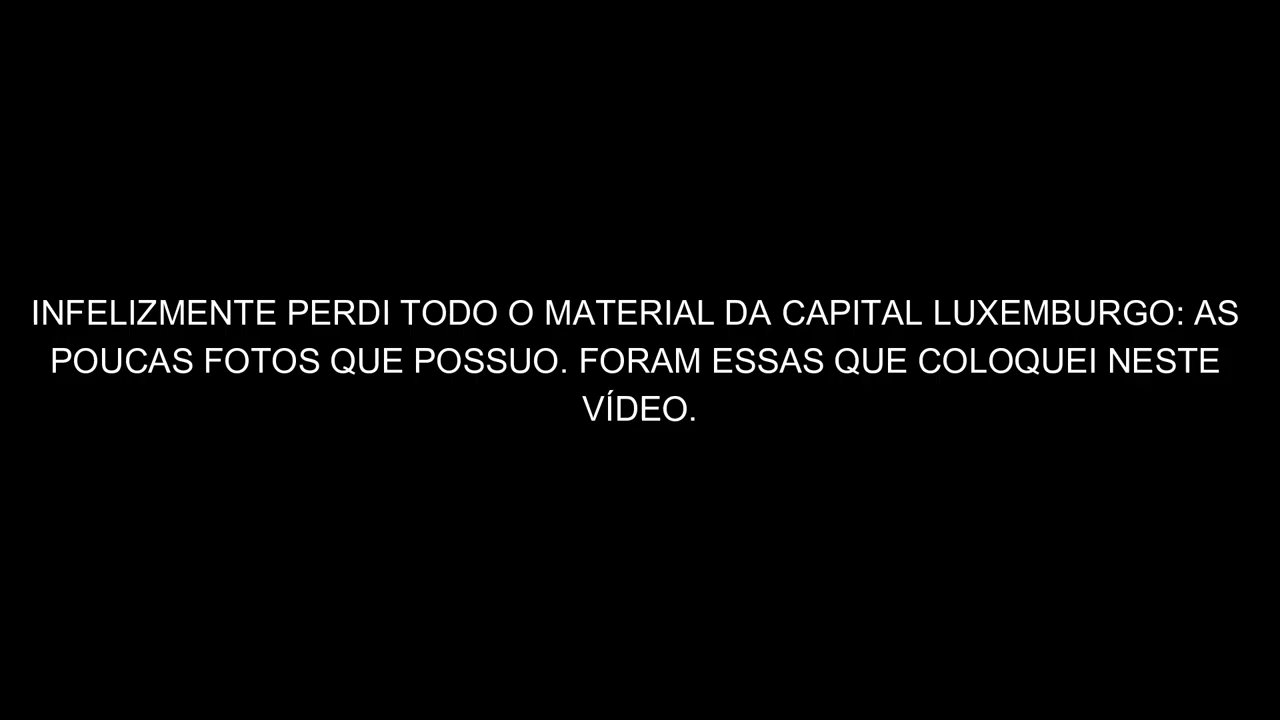 INFELIZMENTE PERDI TODO O MATERIAL DA CAPITAL LUXEMBURGO: AS
POUCAS FOTOS QUE POSSUO. FORAM ESSAS QUE COLOQUEI NESTE
VÍDEO.